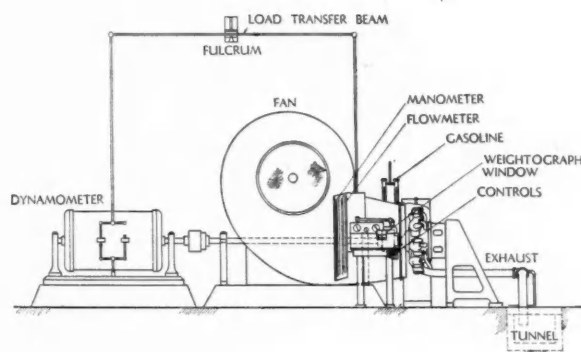 LOAD TRANSFER BEAM
FULCRUM
FAN
MANOMETER
FLOWMETER
GASOLINE
WEIGHTOGRAPH
WINDOW
CONTROLS
DYNAMOMETER
EXHAUST
TUNNEL